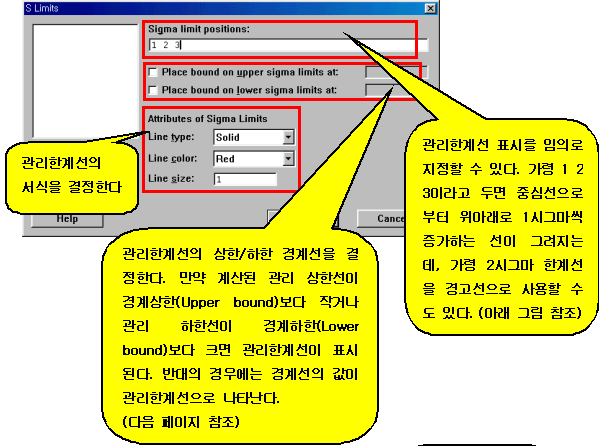 S Limits
Sigma limit positions:
1 2 3
Place bound on upper sigma limits at:
Place bound on lower sigma limits at:
Attributes of Sigma Limits
Line type: Solid
Line color: Red
Line size: 1
Help
Cance
관리한계선의
서식을 결정한다
관리한계선의 상한/하한 경계선을 결
정한다. 만약 계산된 관리 상한선이
경계상한(Upper bound)보다 작거나
관리 하한선이 경계하한(Lower
bound)보다 크면 관리한계선이 표시
된다. 반대의 경우에는 경계선의 값이
관리한계선으로 나타난다.
(다음 페이지 참조)
관리한계선 표시를 임의로
지정할 수 있다. 가령 1 2
3이라고 두면 중심선으로
부터 위아래로 1시그마씩
증가하는 선이 그려지는
데, 가령 2시그마 한계선
을 경고선으로 사용할 수
도 있다. (아래 그림 참조)